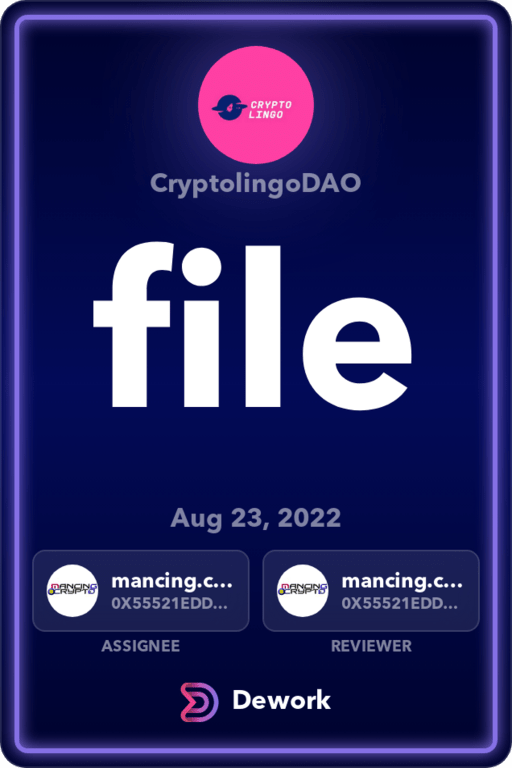 CRYPTO
LINGO
CryptolingoDAO
file
Aug 23, 2022
MANCING
CRYPTO
mancing.c...
0X55521EDD...
ASSIGNEE
MANCING
CRYPTO
mancing.c...
0X55521EDD...
REVIEWER
Dework